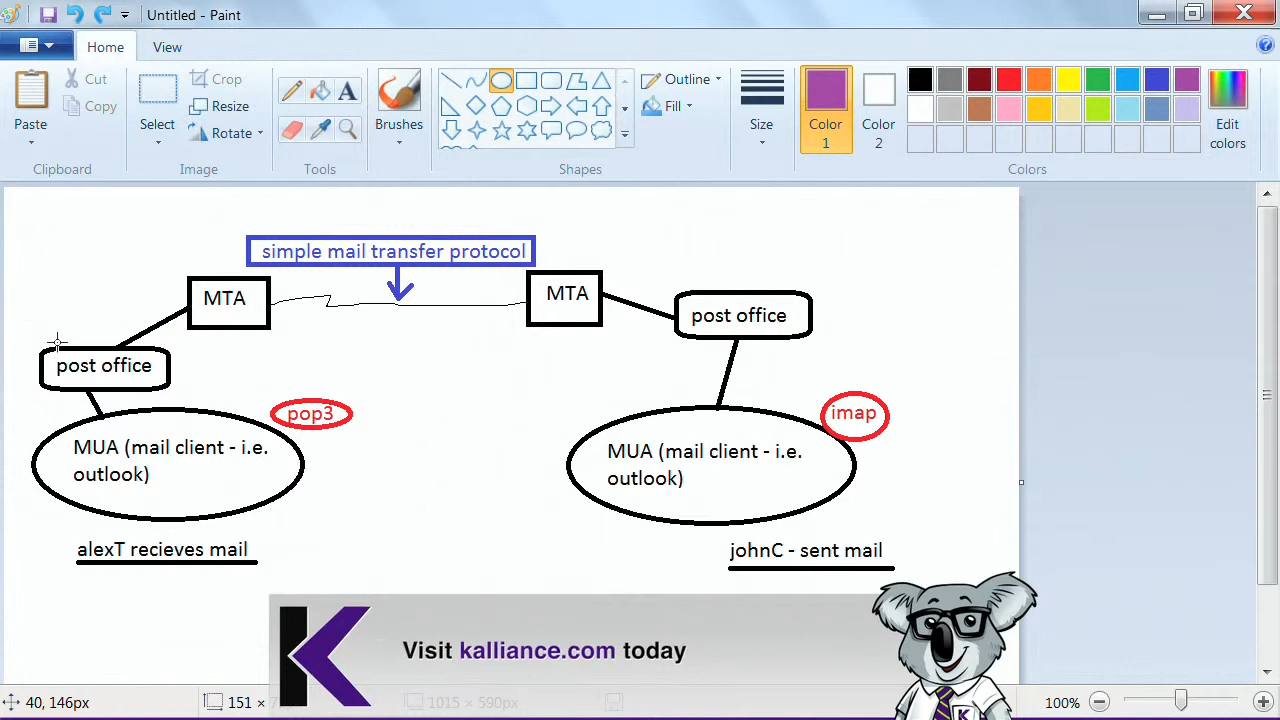 Untitled - Paint
Home
View
Paste
Cut
Copy
Clipboard
Select
Crop
Resize
Rotate
Image
A
Tools
Brushes
Shapes
Outline
Fill
Size
Color
1
Color
2
Edit
colors
Colors
simple mail transfer protocol
MTA
MTA
post office
post office
pop3
imap
MUA (mail client - i.e.
outlook)
MUA (mail client - i.e.
outlook)
alexT recieves mail
johnC - sent mail
K
Visit kalliance.com today
K
40, 146px
151 ×
1015 × 590px
100%